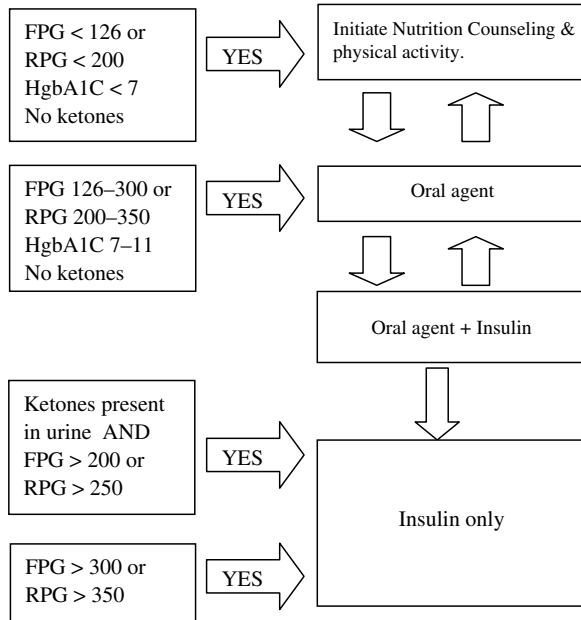 FPG < 126 or
RPG < 200
HgbA1C < 7
No ketones
YES
Initiate Nutrition Counseling &
physical activity.
FPG 126–300 or
RPG 200–350
HgbA1C 7–11
No ketones
YES
Oral agent
Oral agent + Insulin
Ketones present
in urine AND
FPG > 200 or
RPG > 250
YES
Insulin only
FPG > 300 or
RPG > 350
YES